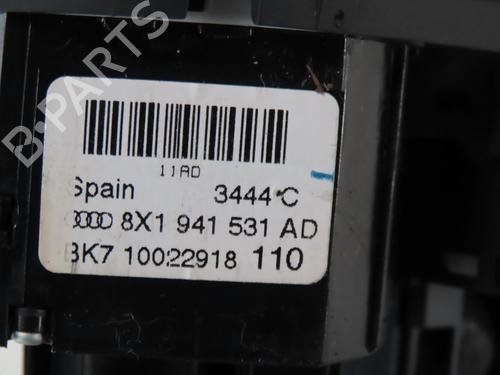 B-PARTS
11AD
Spain 3444°C
8X1 941 531 AD
BK7 10022918 110